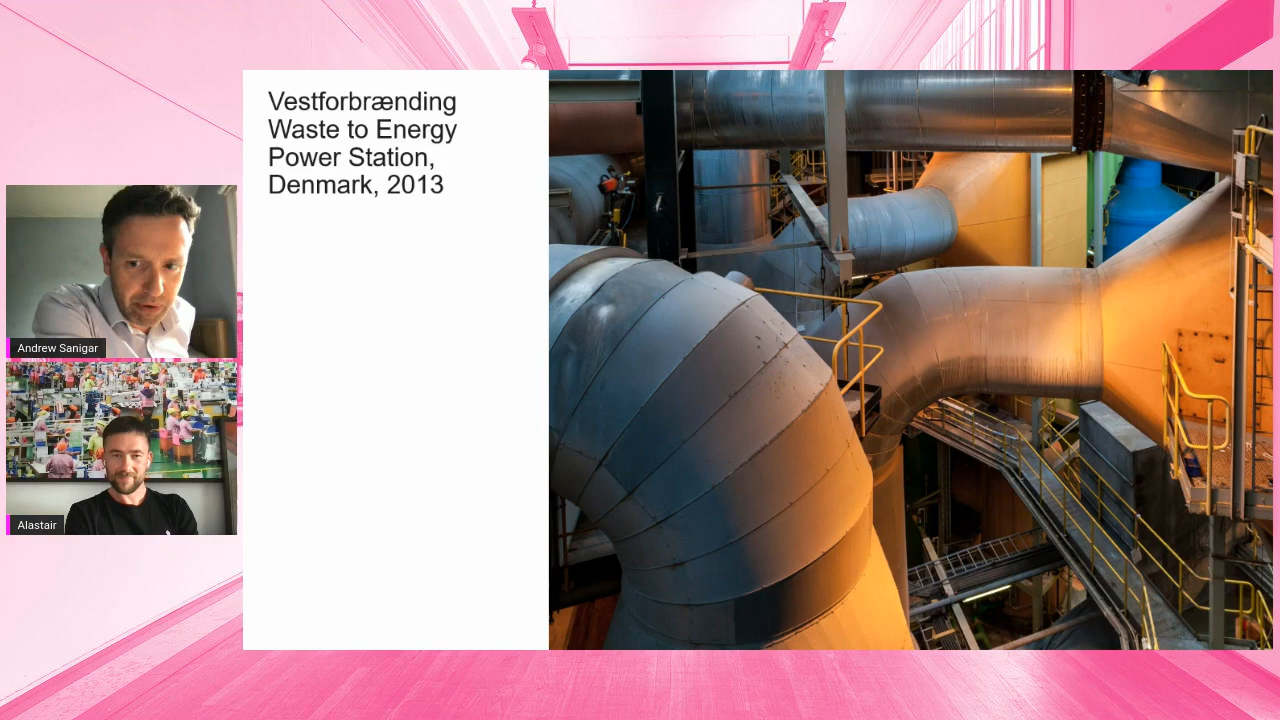 Vestforbrænding
Waste to Energy
Power Station,
Denmark, 2013
Andrew Sanigar
Alastair